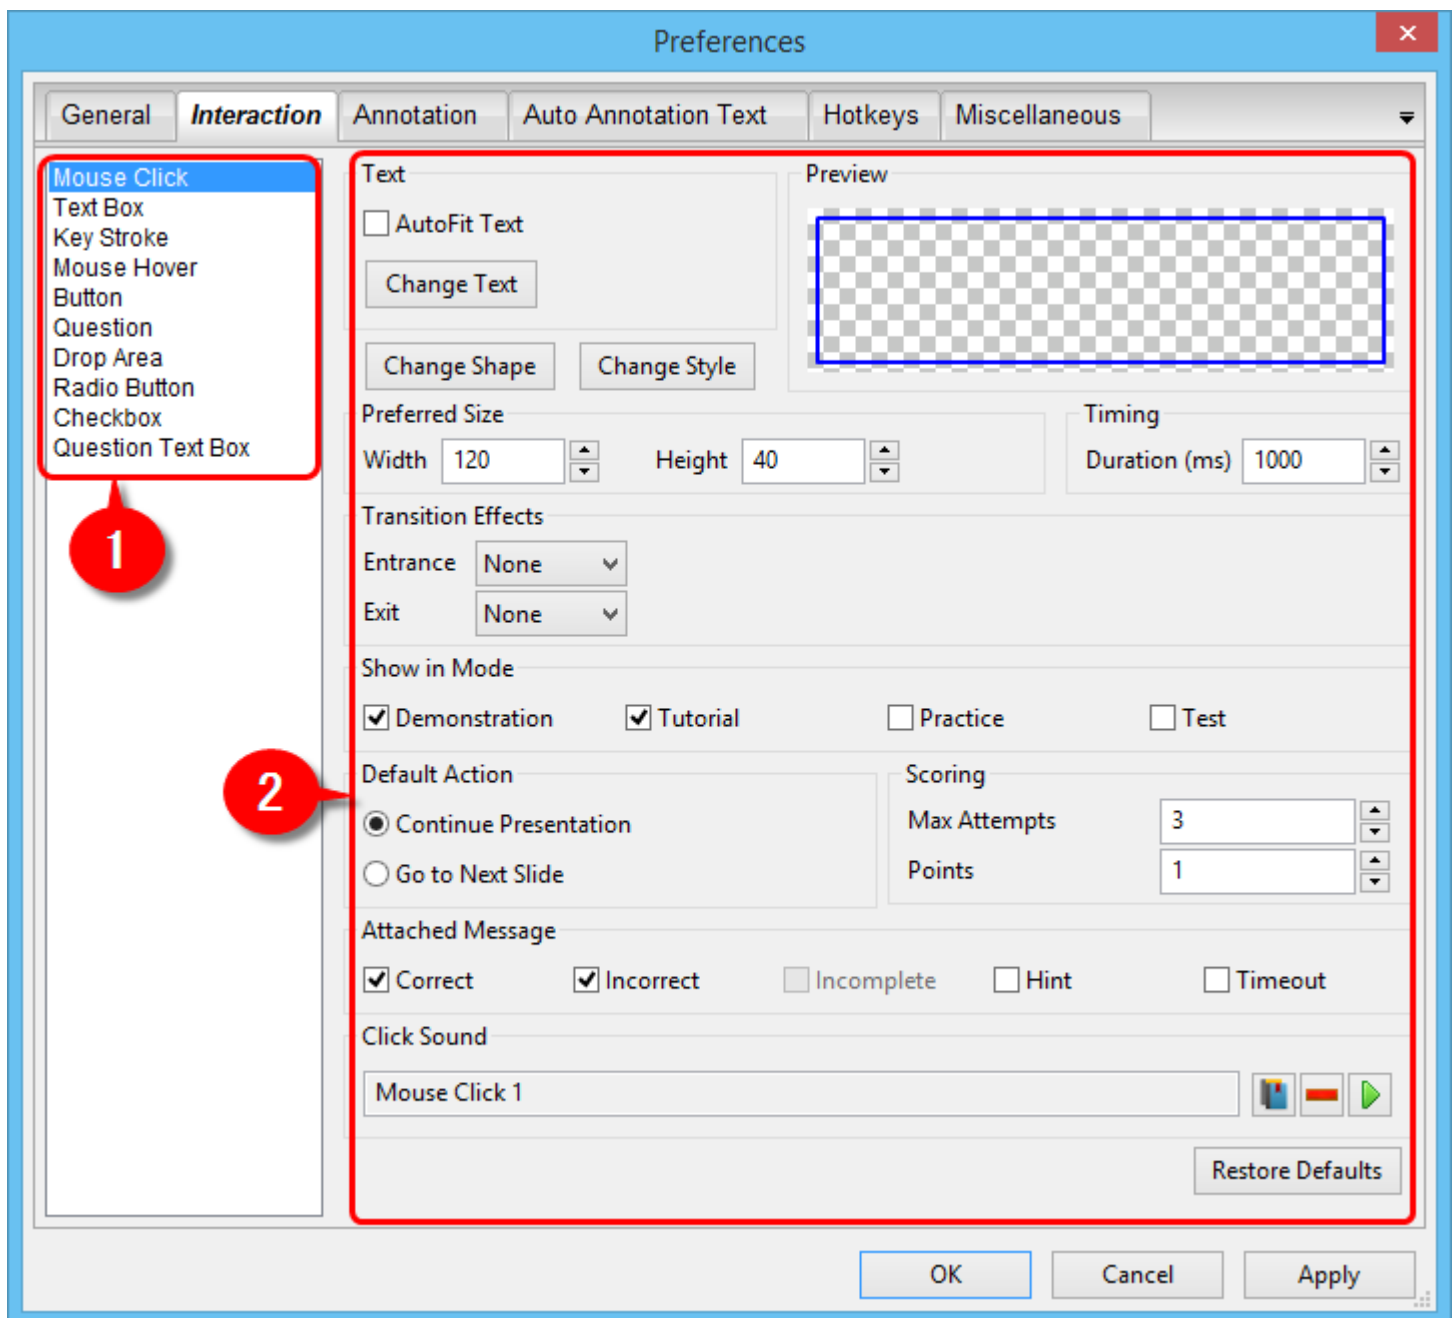 Preferences
General Interaction Annotation Auto Annotation Text Hotkeys Miscellaneous
Mouse Click
Text Box
Key Stroke
Mouse Hover
Button
Question
Drop Area
Radio Button
Checkbox
Question Text Box
1
Text
AutoFit Text
Change Text
Preview
Change Shape Change Style
Preferred Size
Width 120 Height 40
Timing
Duration (ms) 1000
Transition Effects
Entrance None
Exit None
Show in Mode
Demonstration Tutorial Practice Test
2
Default Action
Continue Presentation
Go to Next Slide
Scoring
Max Attempts 3
Points 1
Attached Message
Correct Incorrect Incomplete Hint Timeout
Click Sound
Mouse Click 1
Restore Defaults
OK Cancel Apply